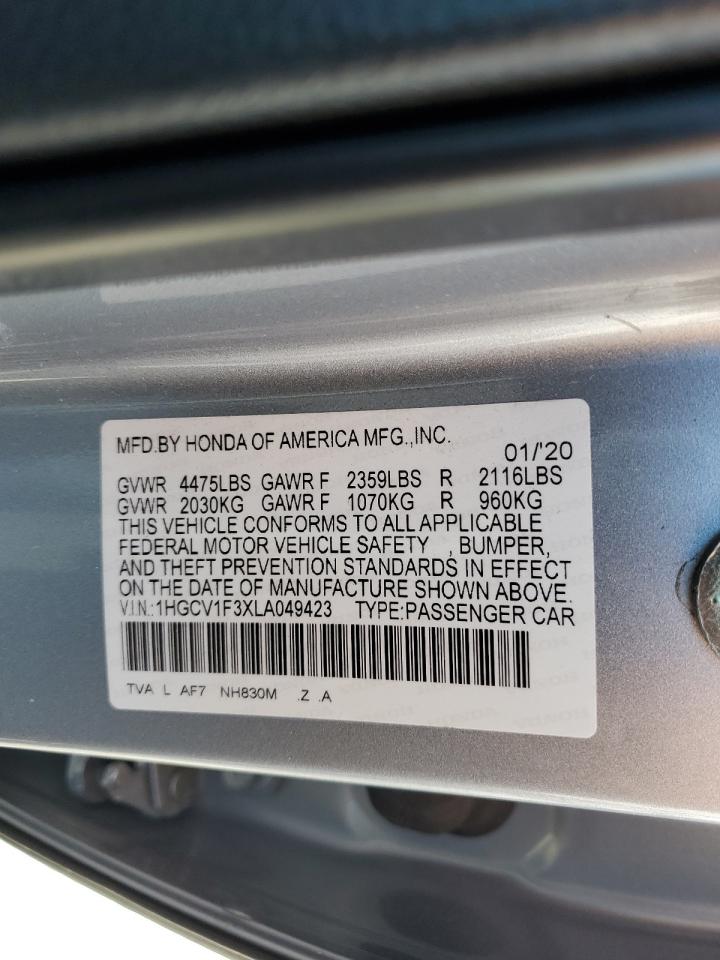 MFD.BY HONDA OF AMERICA MFG.,INC.
01/'20
GVWR 4475LBS GAWR F 2359LBS R 2116LBS
GVWR 2030KG GAWR F 1070KG R 960KG
THIS VEHICLE CONFORMS TO ALL APPLICABLE
FEDERAL MOTOR VEHICLE SAFETY , BUMPER,
AND THEFT PREVENTION STANDARDS IN EFFECT
ON THE DATE OF MANUFACTURE SHOWN ABOVE.
V.I.N.:1HGCV1F3XLA049423 TYPE:PASSENGER CAR
TVA L AF7 NH830M .Z .A